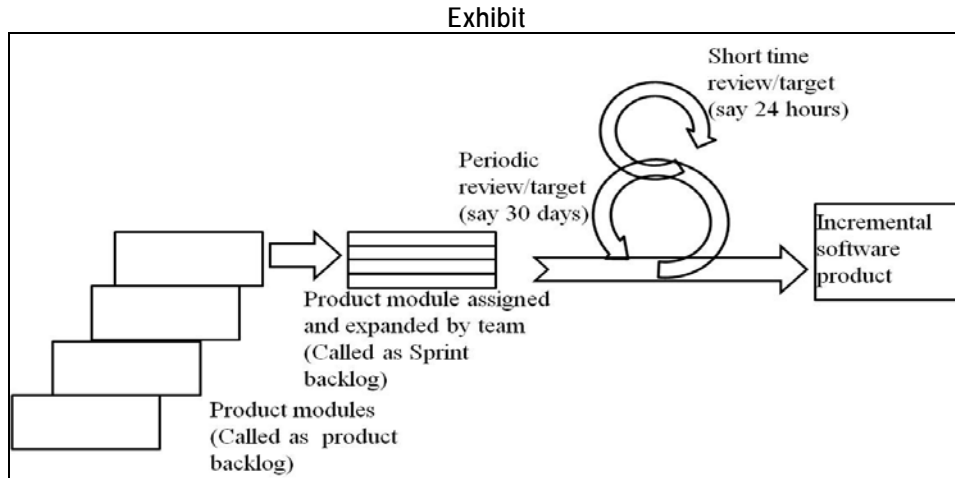 Exhibit
Short time
review/target
(say 24 hours)
Periodic
review/target
(say 30 days)
Incremental
software
product
Product module assigned
and expanded by team
(Called as Sprint
backlog)
Product modules
(Called as product
backlog)